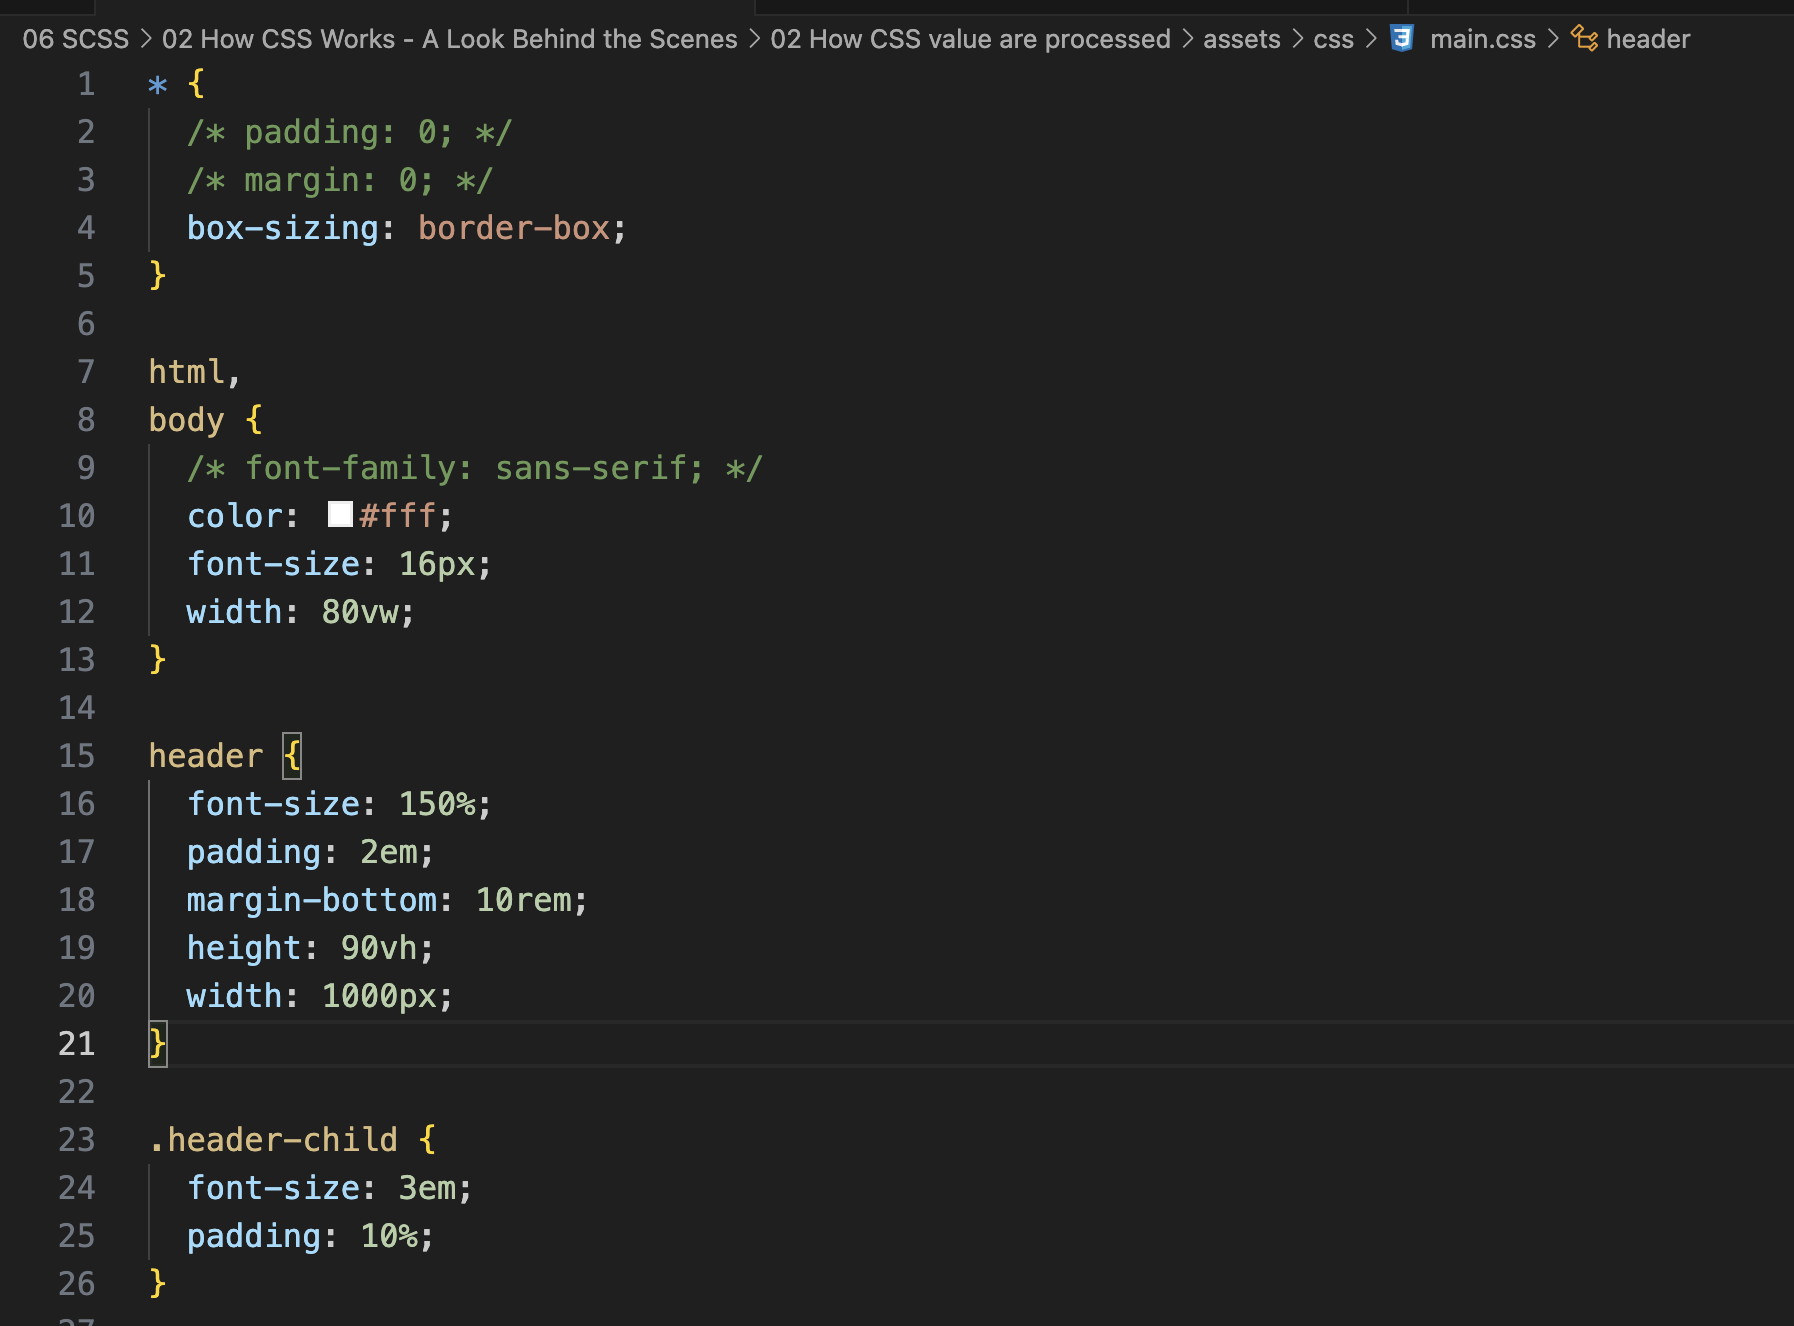 06 SCSS > 02 How CSS Works - A Look Behind the Scenes > 02 How CSS value are processed > assets > css > main.css > header
1 * {
2 /* padding: 0; */
3 /* margin: 0; */
4 box-sizing: border-box;
5 }
6
7 html,
8 body {
9 /* font-family: sans-serif; */
10 color: #fff;
11 font-size: 16px;
12 width: 80vw;
13 }
14
15 header {
16 font-size: 150%;
17 padding: 2em;
18 margin-bottom: 10rem;
19 height: 90vh;
20 width: 1000px;
21 }
22
23 .header-child {
24 font-size: 3em;
25 padding: 10%;
26 }
27